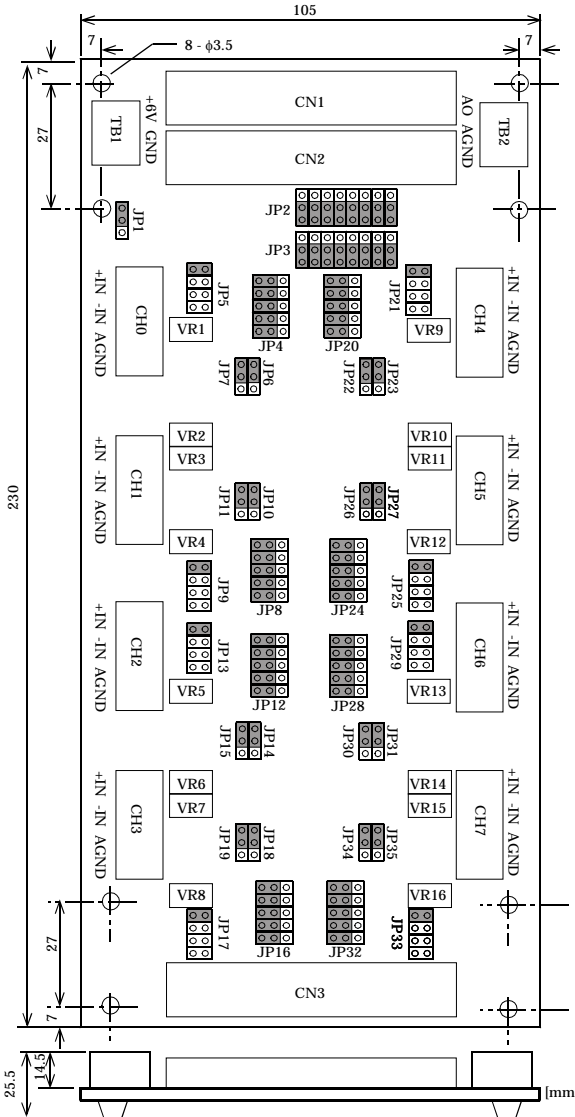 105
7
8 - ϕ3.5
7
7
27
230
CN1
CN2
TB1
+6V GND
AO AGND
TB2
JP1
JP2
JP3
+IN -IN AGND
CH0
JP5
VR1
JP4
JP20
JP21
VR9
CH4
+IN -IN AGND
JP7
JP6
JP22
JP23
VR2
VR3
VR10
VR11
+IN -IN AGND
CH1
JP11
JP10
JP26
JP27
CH5
+IN -IN AGND
VR4
VR12
JP9
JP8
JP24
JP25
+IN -IN AGND
CH2
JP13
JP12
JP28
JP29
CH6
+IN -IN AGND
VR5
VR13
JP15
JP14
JP30
JP31
VR6
VR7
VR14
VR15
+IN -IN AGND
CH3
JP19
JP18
JP34
JP35
CH7
+IN -IN AGND
VR8
VR16
JP17
JP16
JP32
JP33
27
7
CN3
25.5
14.5
[mm